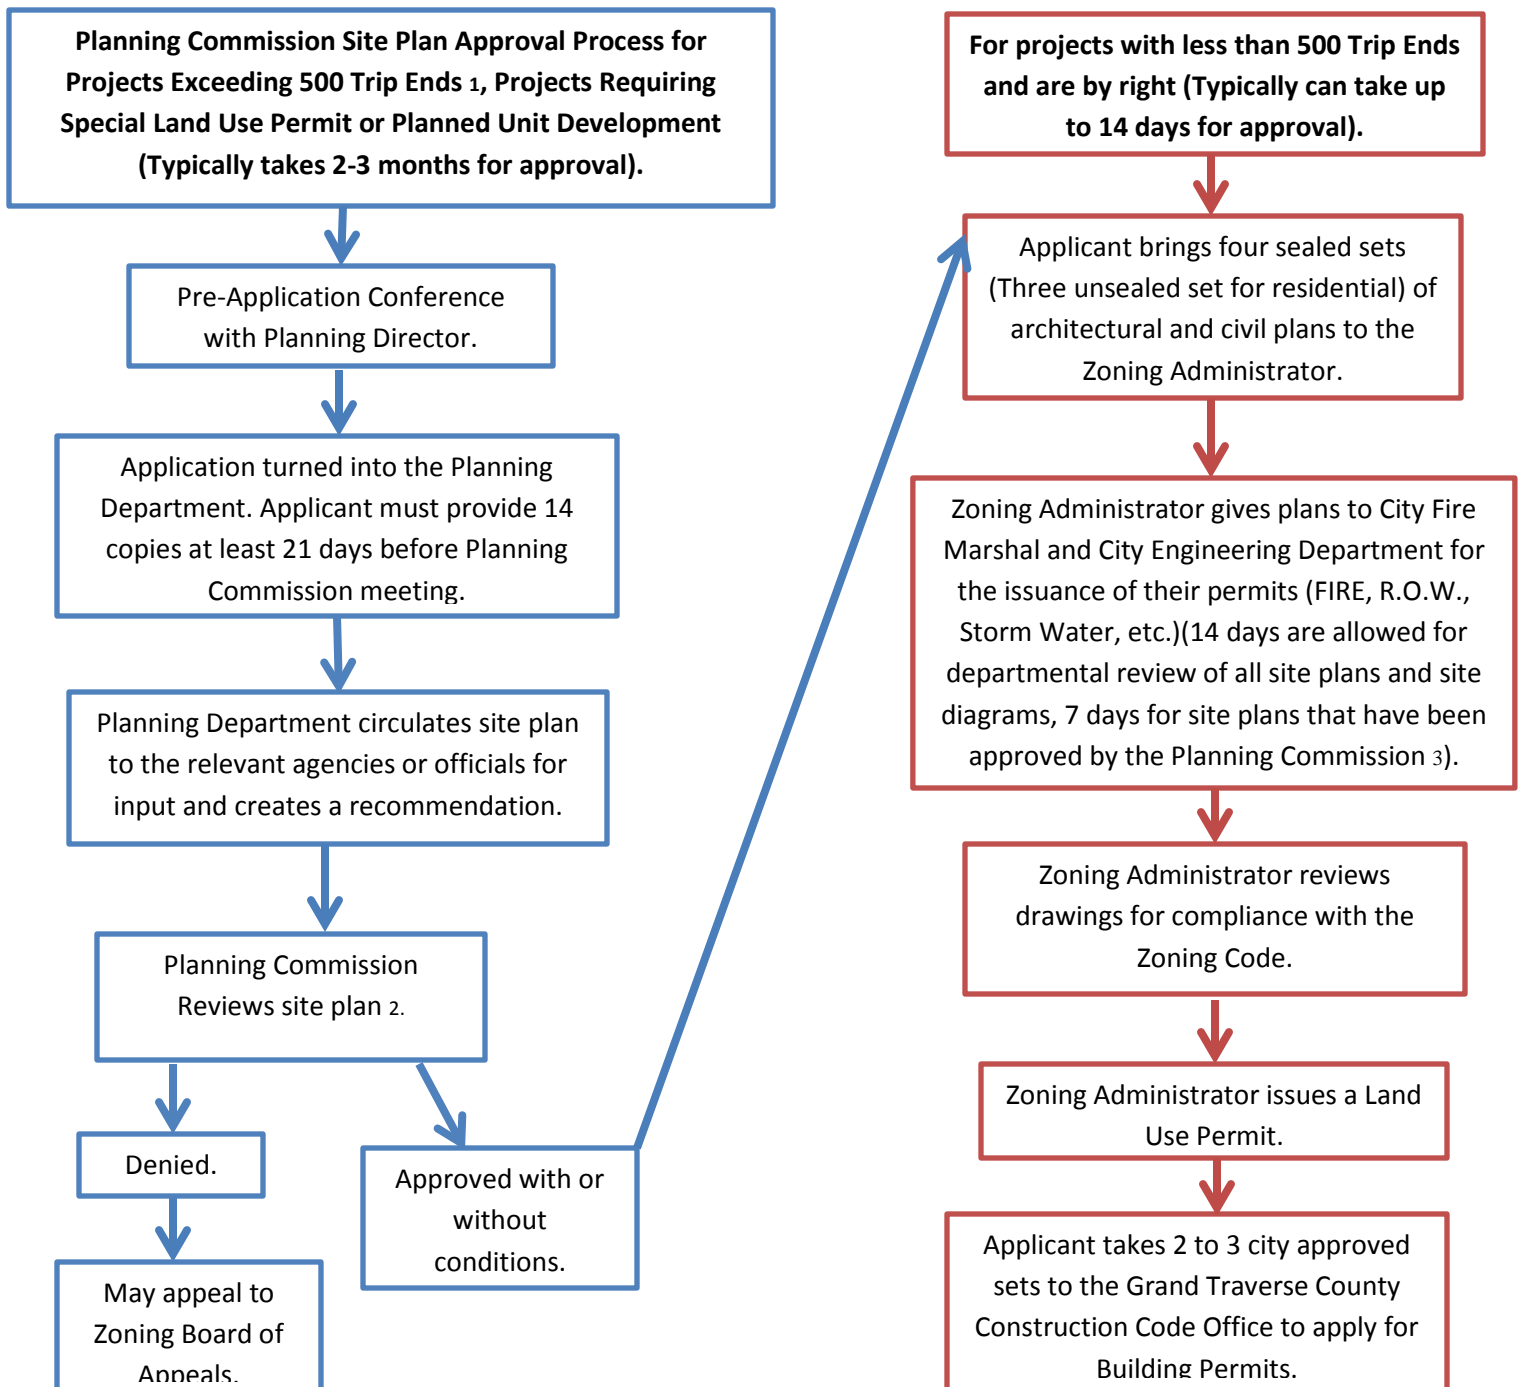 Planning Commission Site Plan Approval Process for
Projects Exceeding 500 Trip Ends 1, Projects Requiring
Special Land Use Permit or Planned Unit Development
(Typically takes 2-3 months for approval).
Pre-Application Conference
with Planning Director.
Application turned into the Planning
Department. Applicant must provide 14
copies at least 21 days before Planning
Commission meeting.
Planning Department circulates site plan
to the relevant agencies or officials for
input and creates a recommendation.
Planning Commission
Reviews site plan 2.
Denied.
May appeal to
Zoning Board of
Appeals.
Approved with or
without
conditions.
For projects with less than 500 Trip Ends
and are by right (Typically can take up
to 14 days for approval).
Applicant brings four sealed sets
(Three unsealed set for residential) of
architectural and civil plans to the
Zoning Administrator.
Zoning Administrator gives plans to City Fire
Marshal and City Engineering Department for
the issuance of their permits (FIRE, R.O.W.,
Storm Water, etc.)(14 days are allowed for
departmental review of all site plans and site
diagrams, 7 days for site plans that have been
approved by the Planning Commission 3).
Zoning Administrator reviews
drawings for compliance with the
Zoning Code.
Zoning Administrator issues a Land
Use Permit.
Applicant takes 2 to 3 city approved
sets to the Grand Traverse County
Construction Code Office to apply for
Building Permits.